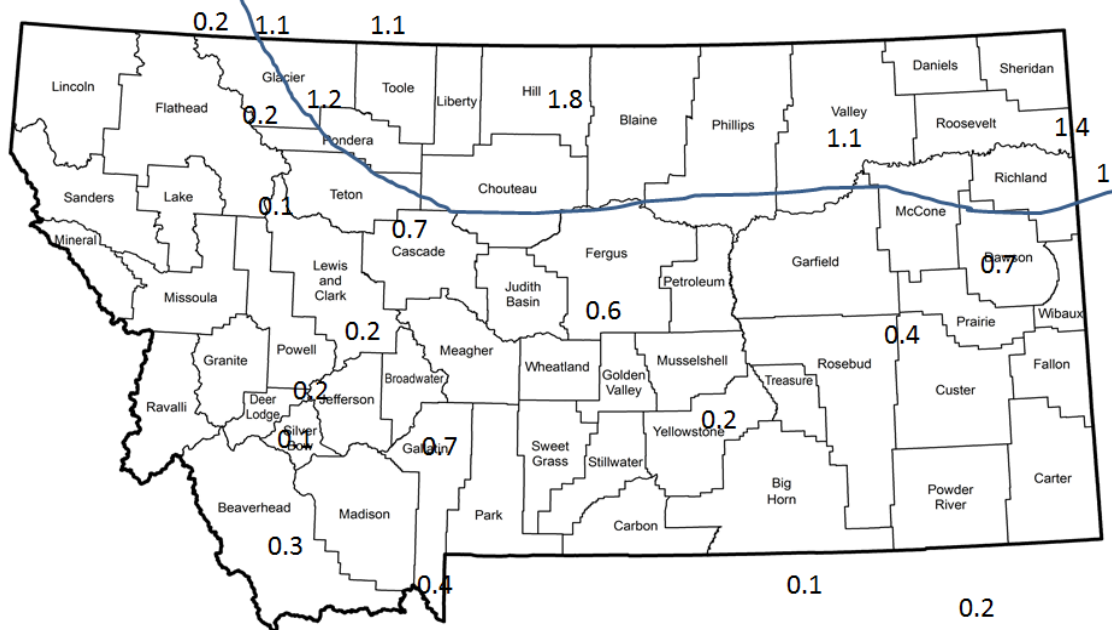 0.2 1.1 1.1
Lincoln
Flathead
Glacier
Toole
Liberty
Hill
1.8
Blaine
Phillips
Valley
Daniels
Sheridan
1.2
0.2
Pondera
1.1
Roosevelt
1.4
Sanders
Lake
0.1
Teton
Chouteau
McCone
Richland
1
Mineral
0.7
Cascade
Fergus
Garfield
Dawson
0.7
Missoula
Lewis
and
Clark
Judith
Basin
Petroleum
0.6
0.2
0.4
Prairie
Wibaux
Granite
Powell
Meagher
Wheatland
Golden
Valley
Musselshell
Treasure
Rosebud
Custer
Fallon
Ravalli
Deer
Lodge
0.2
Jefferson
Broadwater
Silver
Bow
0.1
Gallatin
0.7
Sweet
Grass
Stillwater
Yellowstone
0.2
Big
Horn
Powder
River
Carter
Beaverhead
Madison
Park
Carbon
0.3
0.4
0.1
0.2